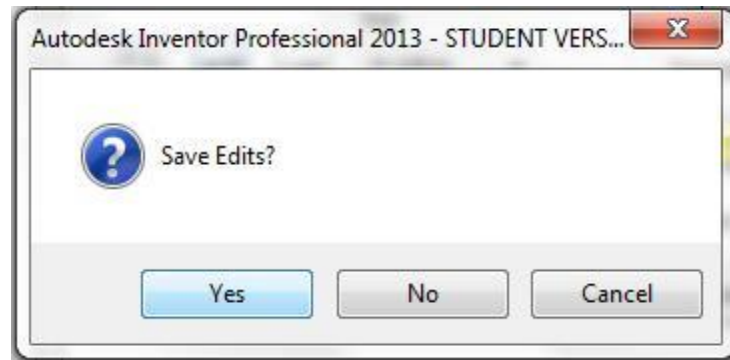 Autodesk Inventor Professional 2013 - STUDENT VERS...
Save Edits?
Yes
No
Cancel